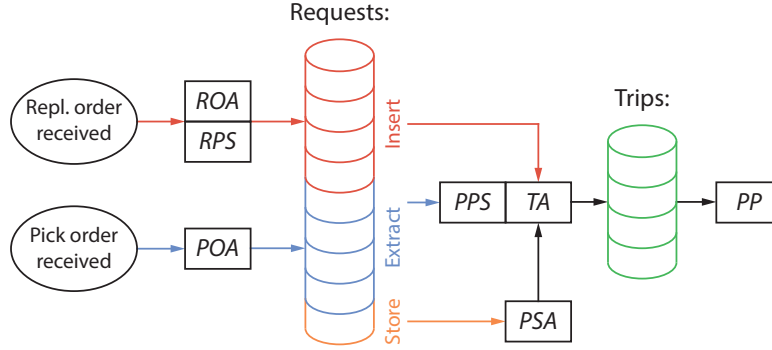 Requests:
Trips:
Repl. order
received
ROA
RPS
Insert
Pick order
received
POA
Extract
Store
PPS
TA
PSA
PP